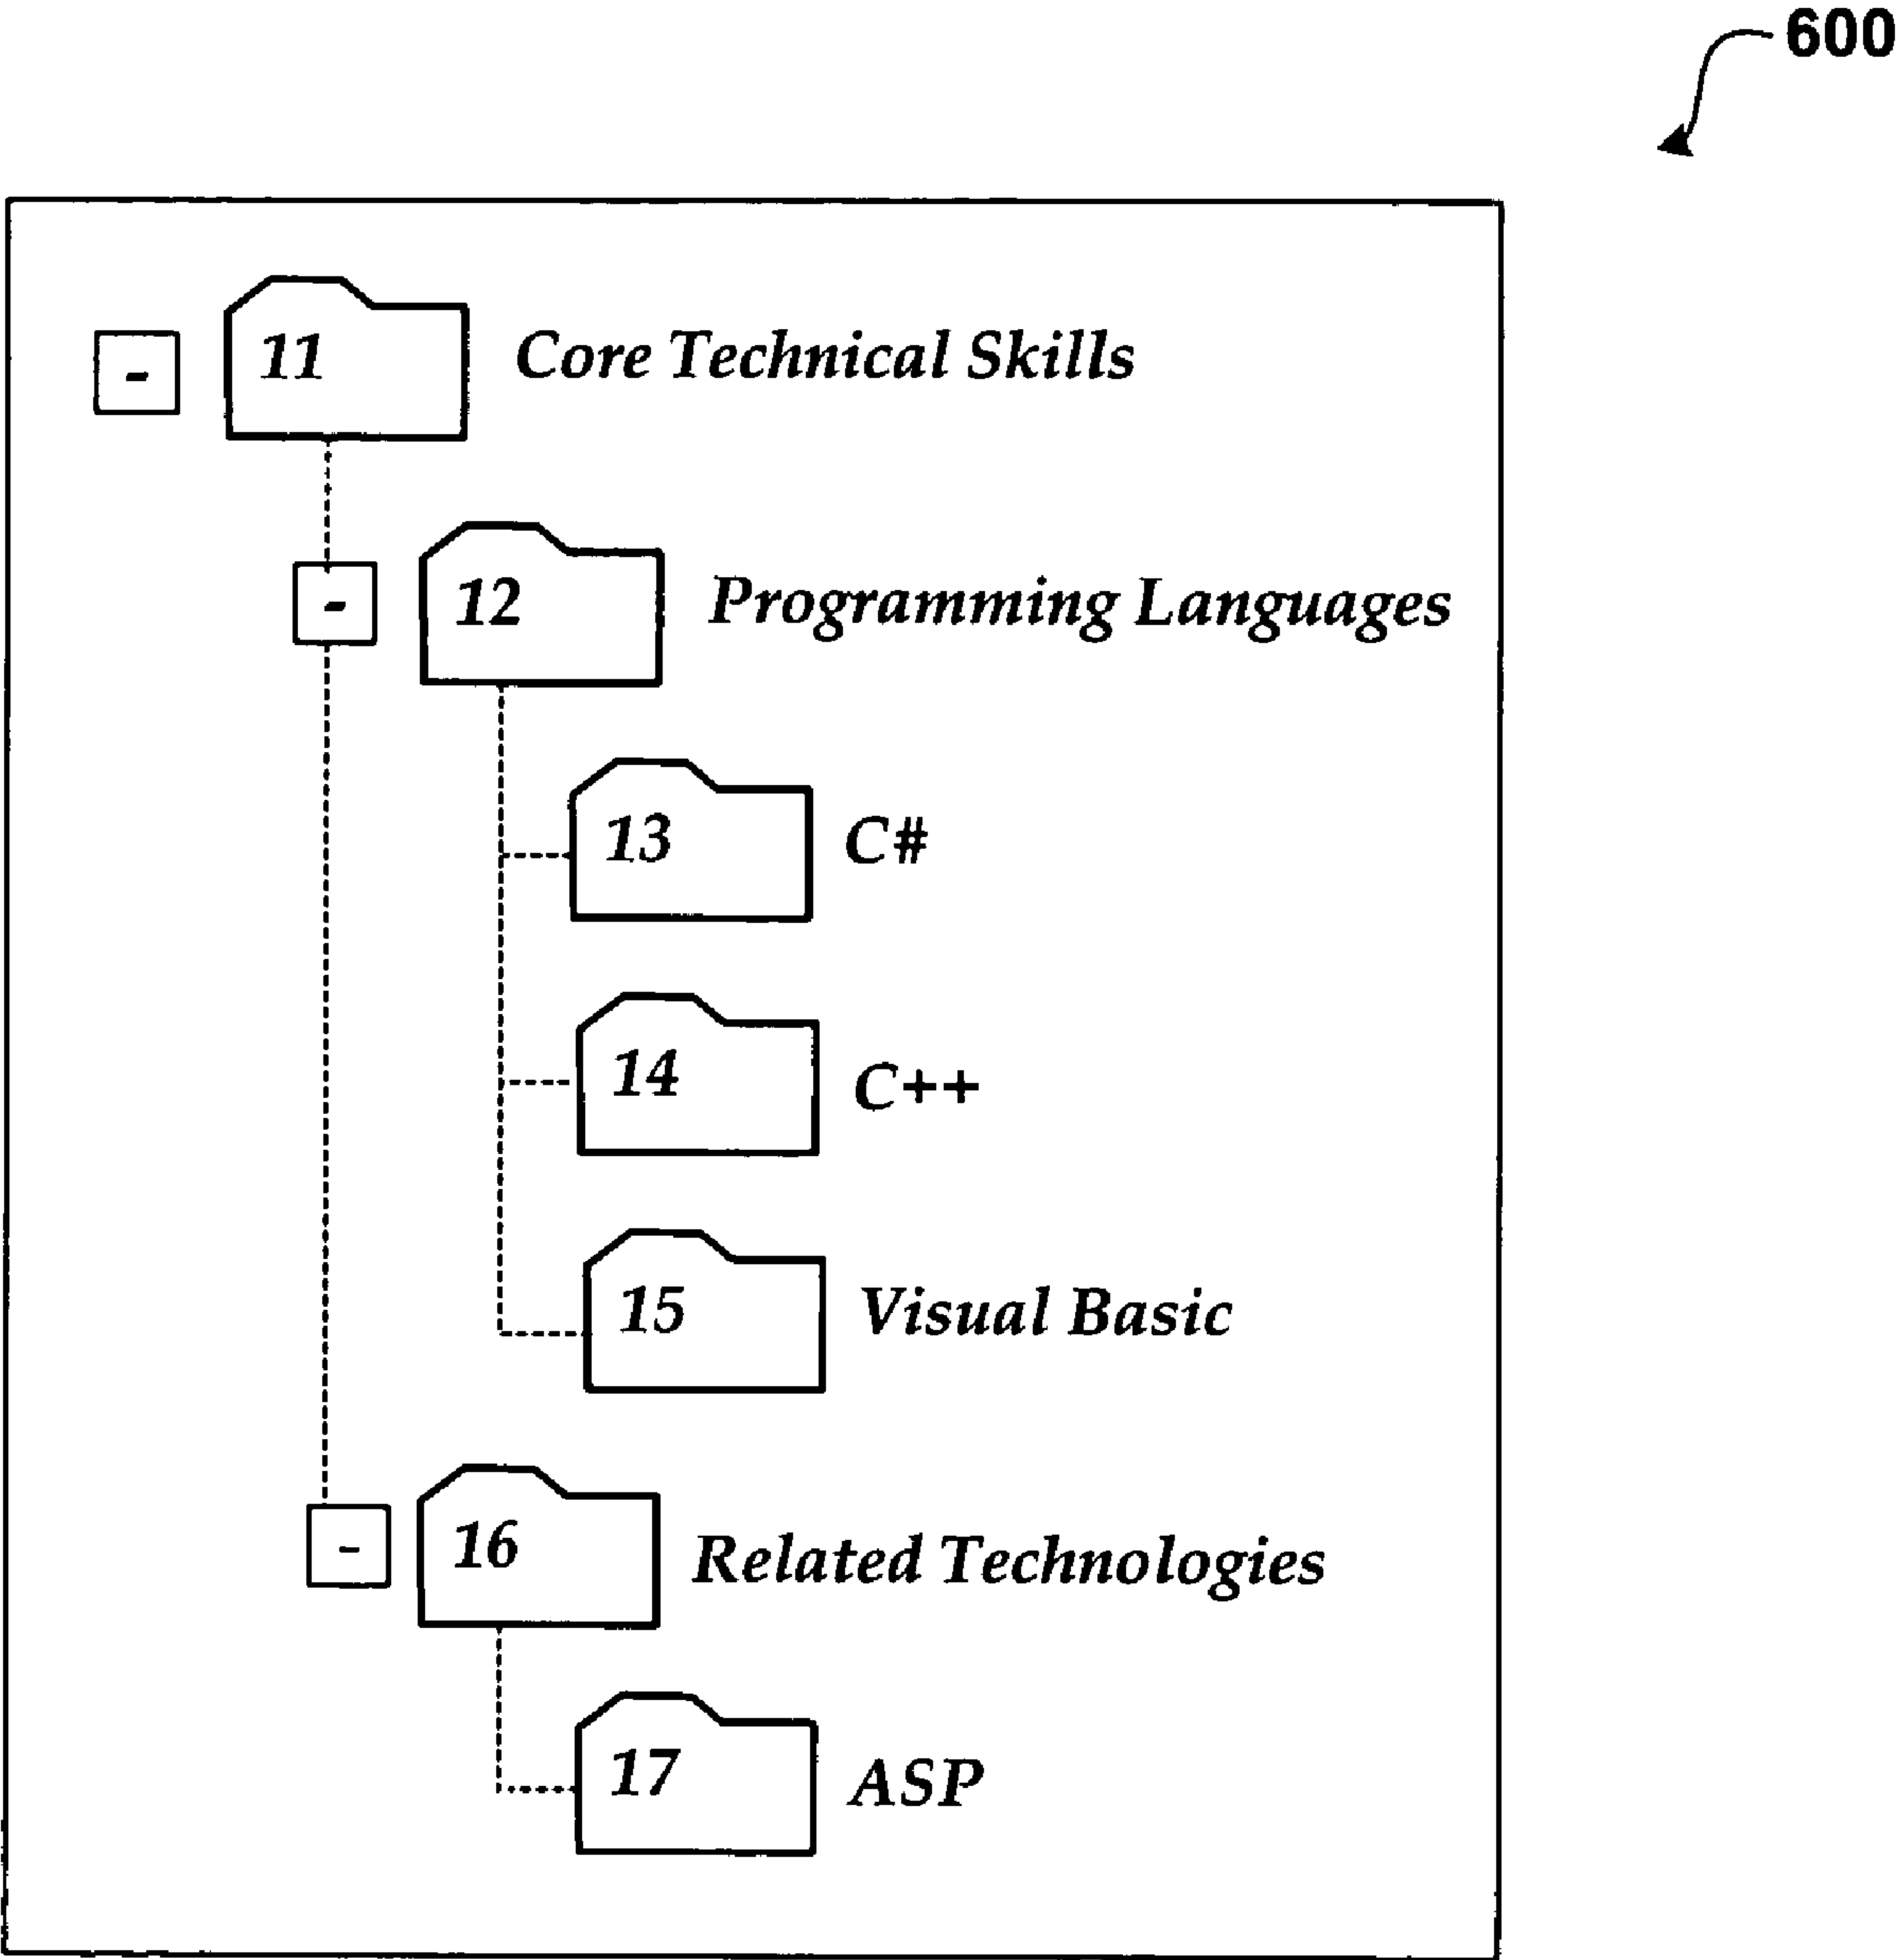 600
- 11 Core Technical Skills
- 12 Programming Languages
13 C#
14 C++
15 Visual Basic
- 16 Related Technologies
17 ASP